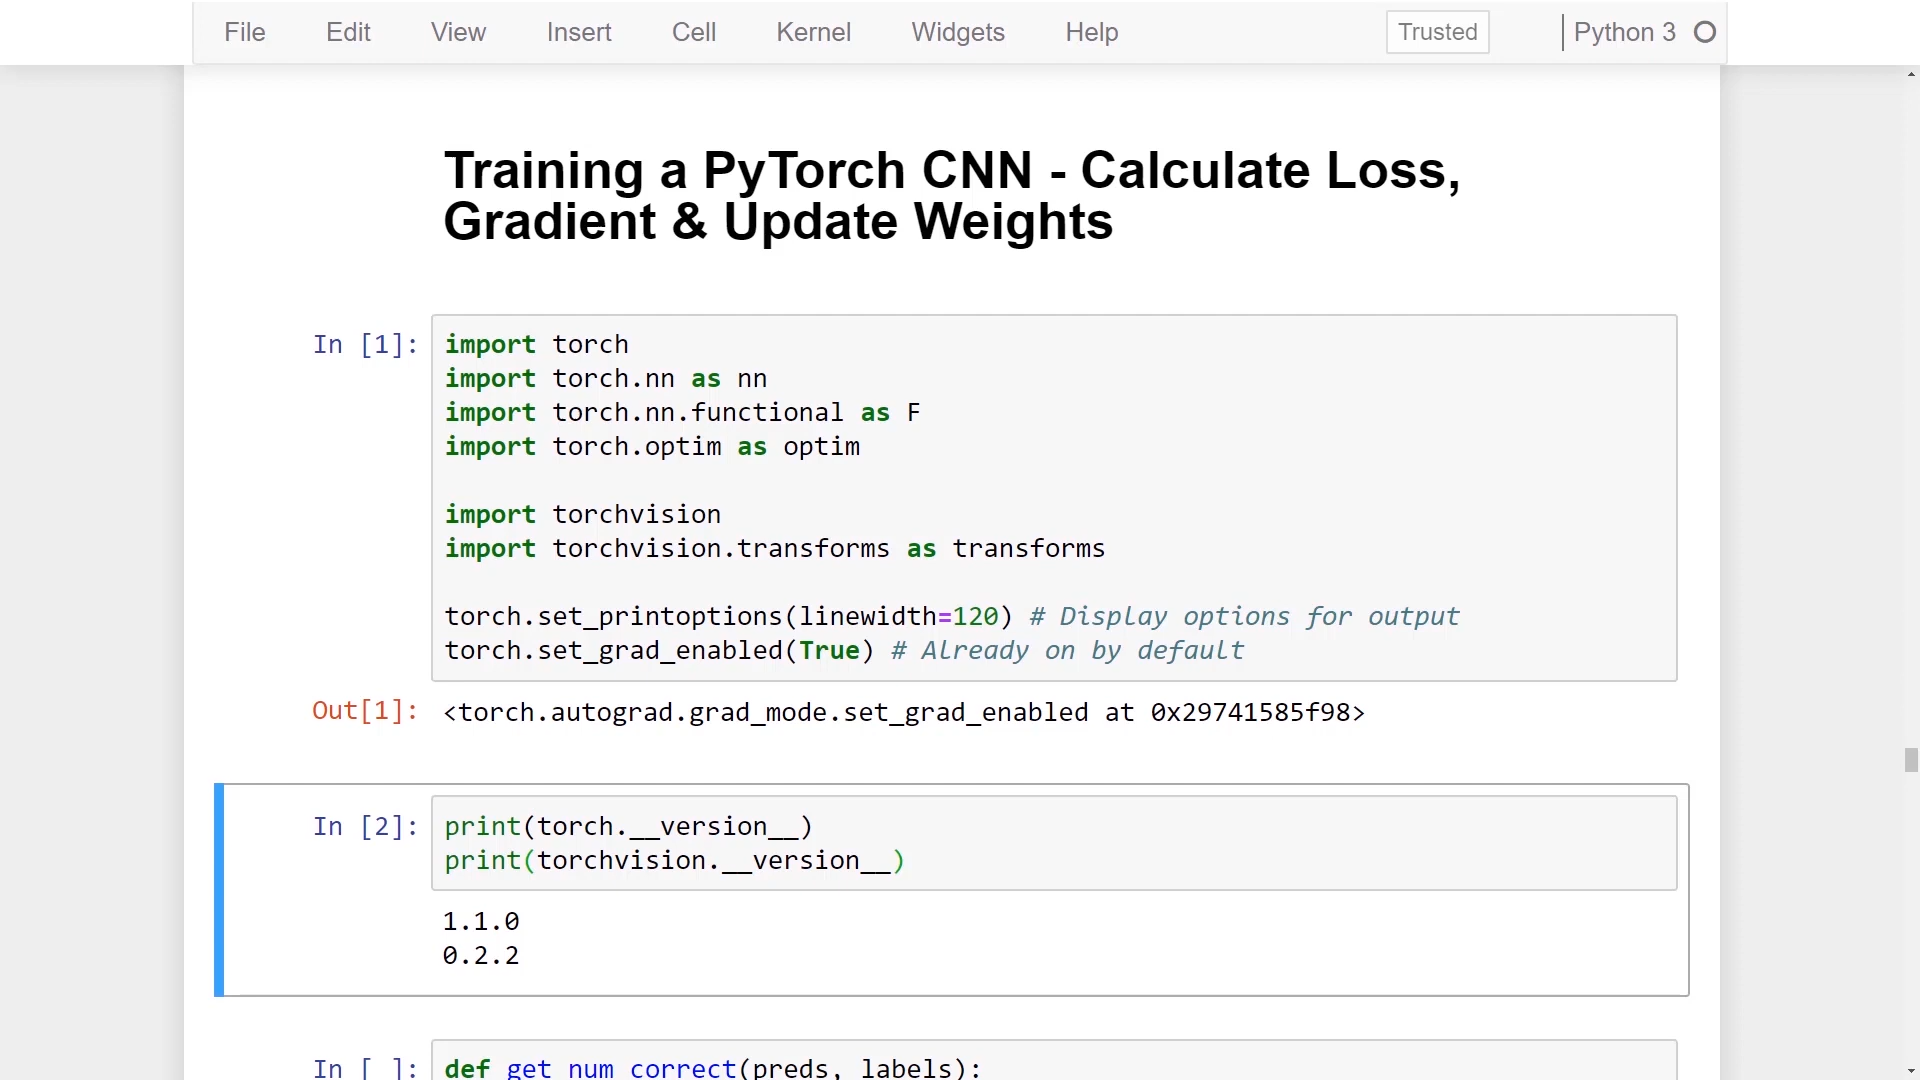 File Edit View Insert Cell Kernel Widgets Help Trusted Python 3
Training a PyTorch CNN - Calculate Loss,
Gradient & Update Weights
In [1]: import torch
import torch.nn as nn
import torch.nn.functional as F
import torch.optim as optim
import torchvision
import torchvision.transforms as transforms
torch.set_printoptions(linewidth=120) # Display options for output
torch.set_grad_enabled(True) # Already on by default
Out[1]: <torch.autograd.grad_mode.set_grad_enabled at 0x29741585f98>
In [2]: print(torch.__version__)
print(torchvision.__version__)
1.1.0
0.2.2
In [ ]: def get_num_correct(preds, labels):